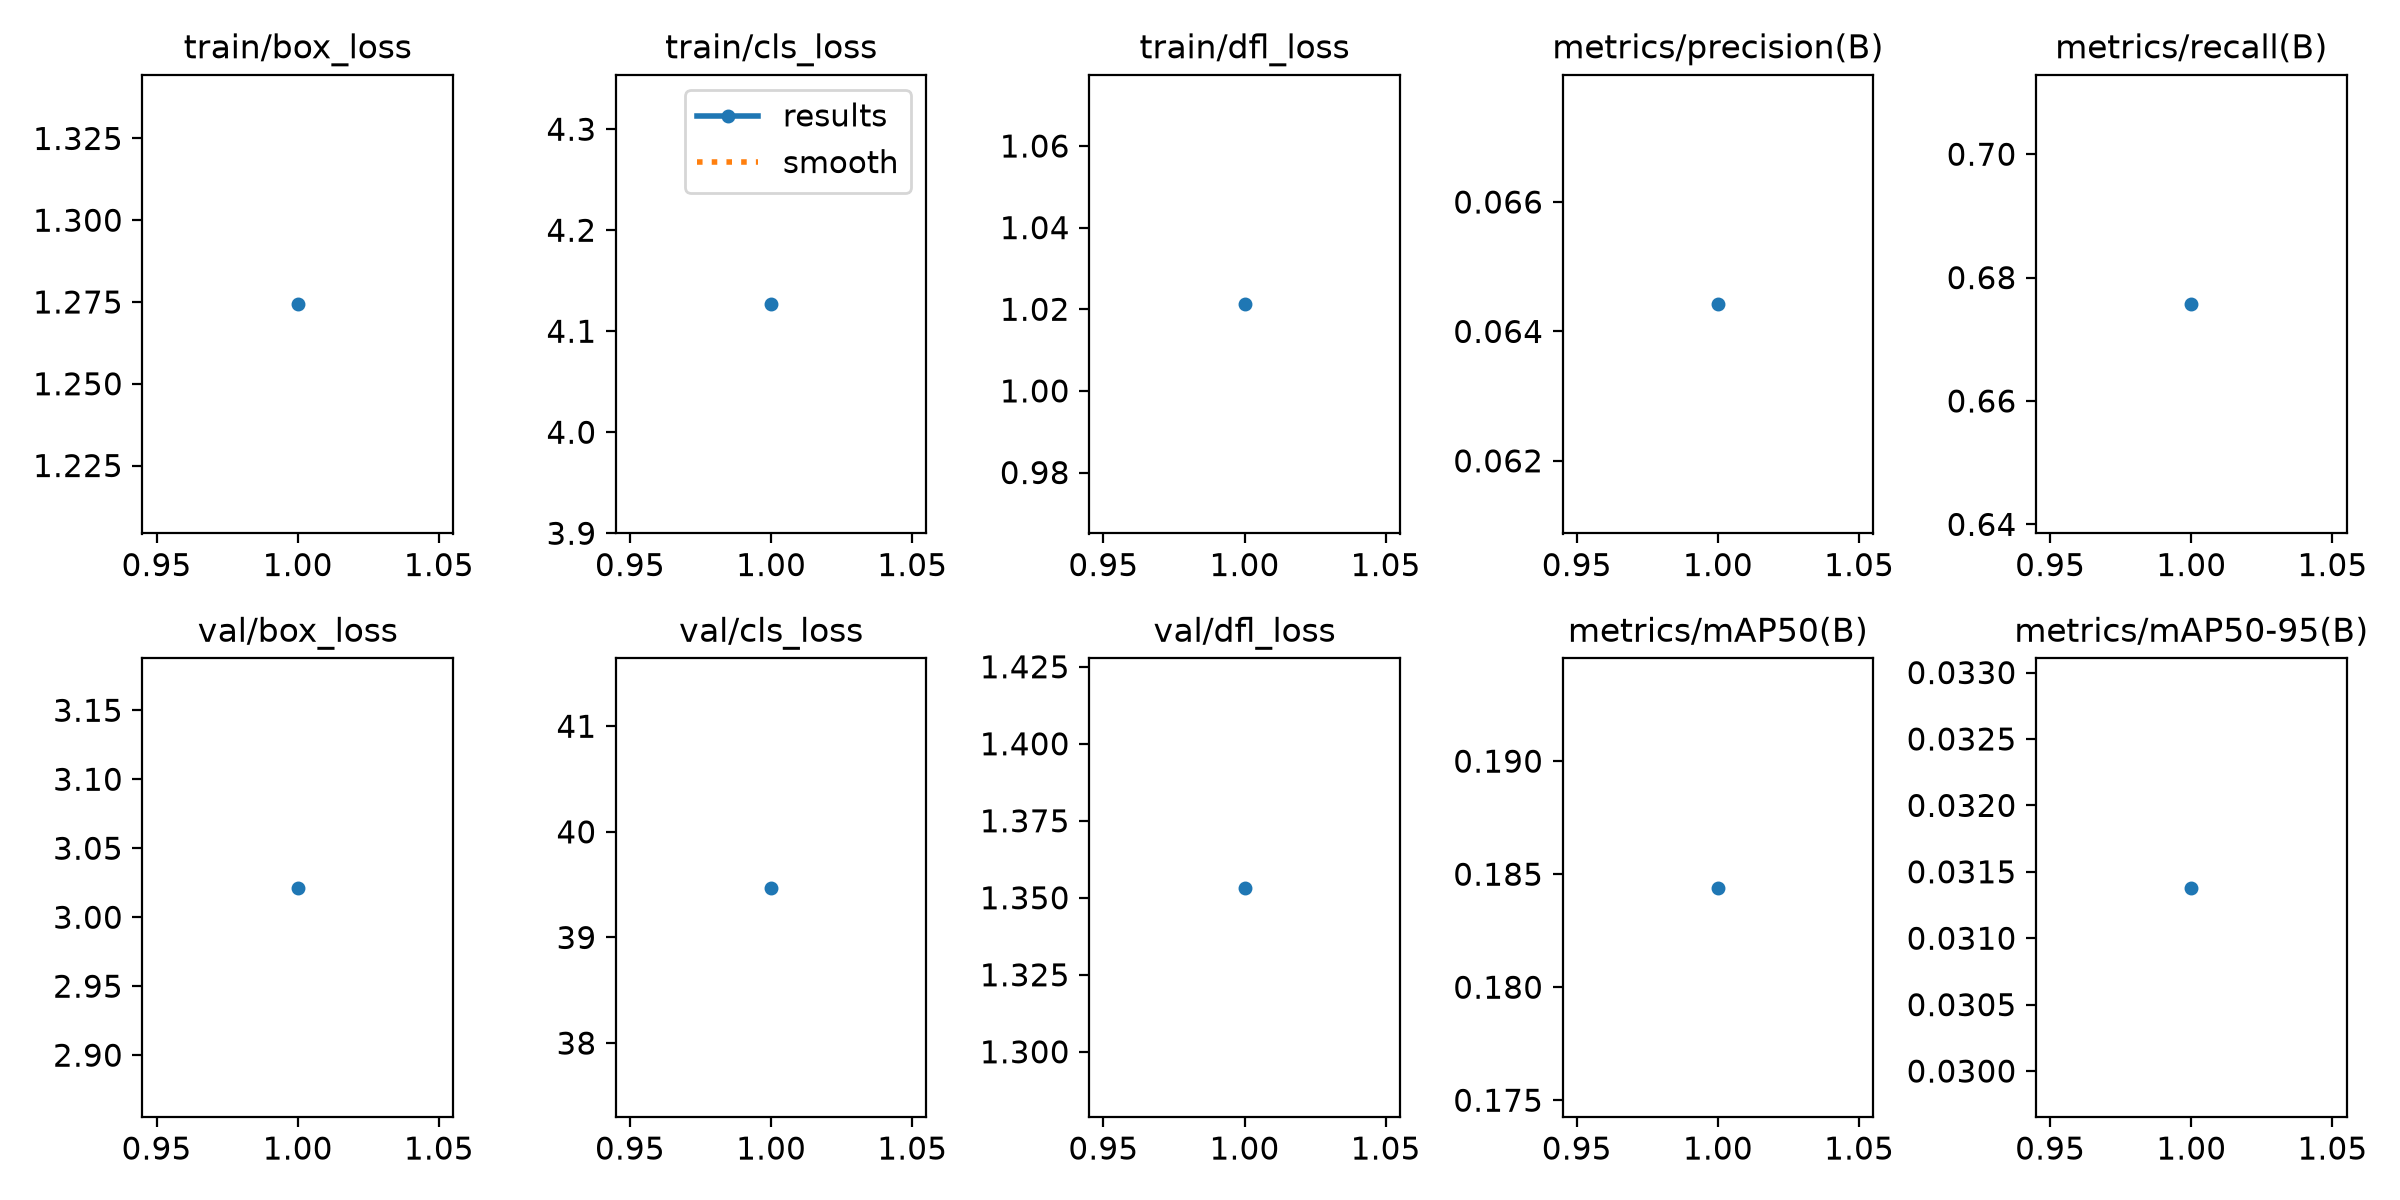 train/box_loss
1.325
1.300
1.275
1.250
1.225
0.95 1.00 1.05
train/cls_loss
results
smooth
4.3
4.2
4.1
4.0
3.9
0.95 1.00 1.05
train/dfl_loss
1.06
1.04
1.02
1.00
0.98
0.95 1.00 1.05
metrics/precision(B)
0.066
0.064
0.062
0.95 1.00 1.05
metrics/recall(B)
0.70
0.68
0.66
0.64
0.95 1.00 1.05
val/box_loss
3.15
3.10
3.05
3.00
2.95
2.90
0.95 1.00 1.05
val/cls_loss
41
40
39
38
0.95 1.00 1.05
val/dfl_loss
1.425
1.400
1.375
1.350
1.325
1.300
0.95 1.00 1.05
metrics/mAP50(B)
0.190
0.185
0.180
0.175
0.95 1.00 1.05
metrics/mAP50-95(B)
0.0330
0.0325
0.0320
0.0315
0.0310
0.0305
0.0300
0.95 1.00 1.05